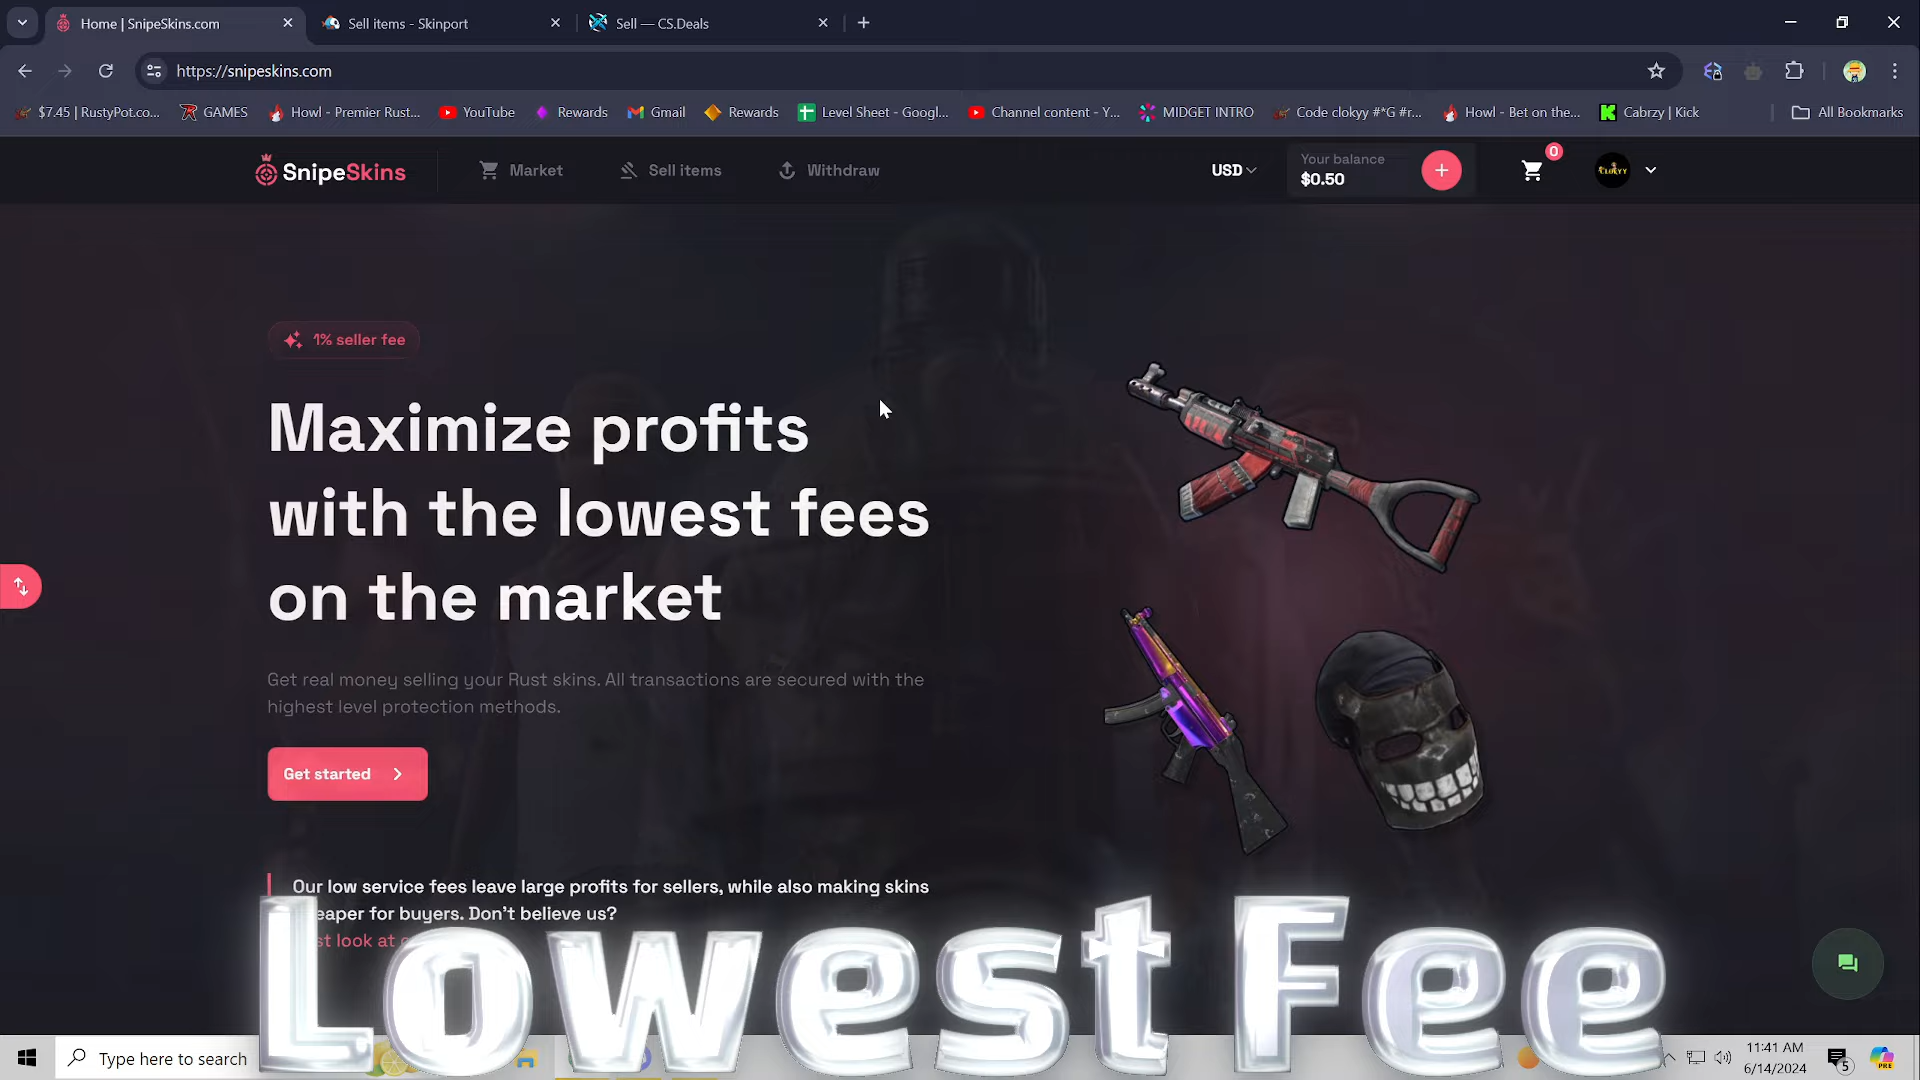 Home | SnipeSkins.com
Sell items - Skinport
Sell — CS.Deals
https://snipeskins.com
$7.45 | RustyPot.co...
GAMES
Howl - Premier Rust...
YouTube
Rewards
Gmail
Rewards
Level Sheet - Googl...
Channel content - Y...
MIDGET INTRO
Code clokyy #*G #r...
Howl - Bet on the...
Cabrzy | Kick
All Bookmarks
SnipeSkins
Market
Sell items
Withdraw
USD
Your balance
$0.50
0
CLOKYY
1% seller fee
Maximize profits
with the lowest fees
on the market
Get real money selling your Rust skins. All transactions are secured with the
highest level protection methods.
Get started
Our low service fees leave large profits for sellers, while also making skins
eaper for buyers. Don't believe us?
st look at
Lowest Fee
Type here to search
11:41 AM
6/14/2024
5
PRE